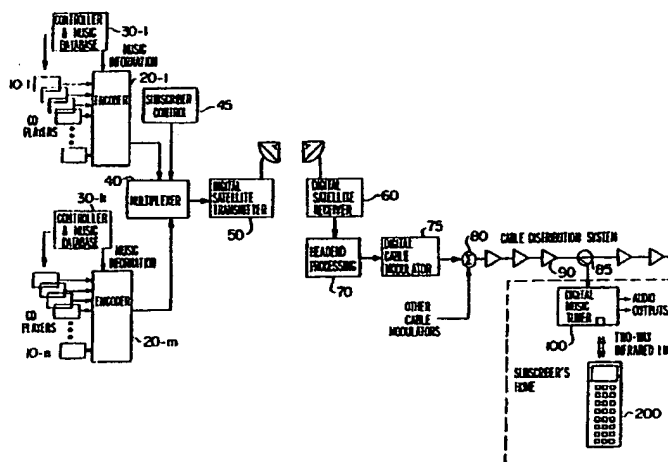 CONTROLLER
& MUSIC
DATABASE
30-1
MUSIC
INFORMATION
20-1
10-1
ENCODER
CD
PLAYERS
SUBSCRIBER
CONTROL
45
40
MULTIPLEXER
DIGITAL
SATELLITE
TRANSMITTER
50
DIGITAL
SATELLITE
RECEIVER
60
HEADEND
PROCESSING
70
75
DIGITAL
CABLE
MODULATOR
80
CABLE DISTRIBUTION SYSTEM
90
85
OTHER
CABLE
MODULATORS
DIGITAL
MUSIC
TUNER
100
AUDIO
OUTPUTS
TWO-WAY
INFRARED
SUBSCRIBER'S
HOME
200
30-k
CONTROLLER
& MUSIC
DATABASE
MUSIC
INFORMATION
ENCODER
CD
PLAYERS
10-n
20-m